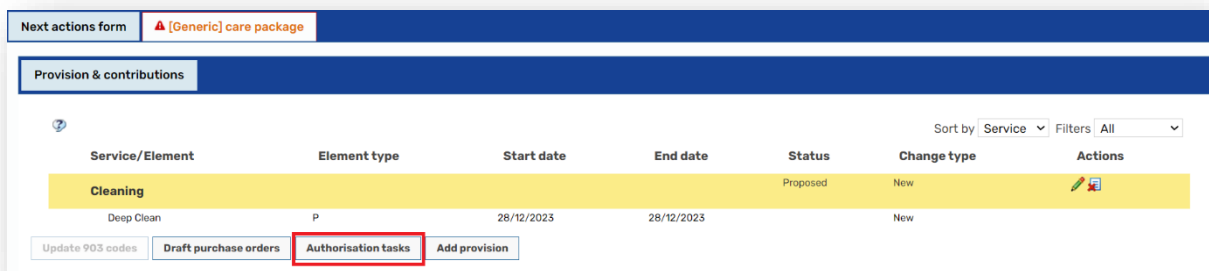 Next actions form [Generic] care package
Provision & contributions
Sort by Service Filters All
Service/Element Element type Start date End date Status Change type Actions
Cleaning Proposed New
Deep Clean P 28/12/2023 28/12/2023 New
Update 903 codes Draft purchase orders Authorisation tasks Add provision